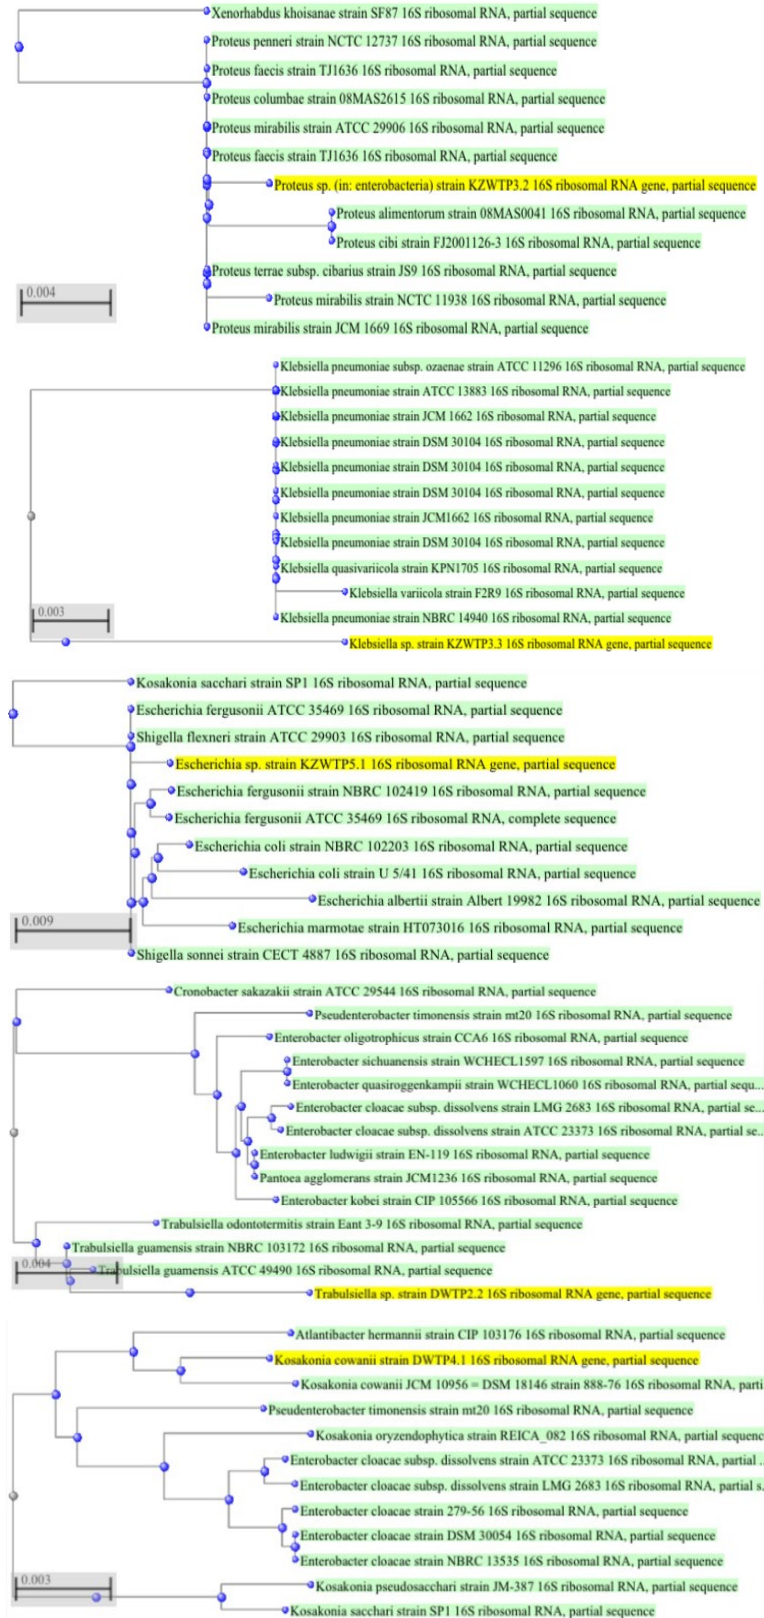 Xenorhabdus khoisanae strain SF87 16S ribosomal RNA, partial sequence
Proteus penneri strain NCTC 12737 16S ribosomal RNA, partial sequence
Proteus faecis strain TJ1636 16S ribosomal RNA, partial sequence
Proteus columbae strain 08MAS2615 16S ribosomal RNA, partial sequence
Proteus mirabilis strain ATCC 29906 16S ribosomal RNA, partial sequence
Proteus faecis strain TJ1636 16S ribosomal RNA, partial sequence
Proteus sp. (in: enterobacteria) strain KZWTP3.2 16S ribosomal RNA gene, partial sequence
Proteus alimentorum strain 08MAS0041 16S ribosomal RNA, partial sequence
Proteus cibi strain FJ2001126-3 16S ribosomal RNA, partial sequence
Proteus terrae subsp. cibarius strain JS9 16S ribosomal RNA, partial sequence
0.004
Proteus mirabilis strain NCTC 11938 16S ribosomal RNA, partial sequence
Proteus mirabilis strain JCM 1669 16S ribosomal RNA, partial sequence
Klebsiella pneumoniae subsp. ozaenae strain ATCC 11296 16S ribosomal RNA, partial sequence
Klebsiella pneumoniae strain ATCC 13883 16S ribosomal RNA, partial sequence
Klebsiella pneumoniae strain JCM 1662 16S ribosomal RNA, partial sequence
Klebsiella pneumoniae strain DSM 30104 16S ribosomal RNA, partial sequence
Klebsiella pneumoniae strain DSM 30104 16S ribosomal RNA, partial sequence
Klebsiella pneumoniae strain DSM 30104 16S ribosomal RNA, partial sequence
Klebsiella pneumoniae strain JCM1662 16S ribosomal RNA, partial sequence
Klebsiella pneumoniae strain DSM 30104 16S ribosomal RNA, partial sequence
Klebsiella quasivariicola strain KPN1705 16S ribosomal RNA, partial sequence
Klebsiella variicola strain F2R9 16S ribosomal RNA, partial sequence
0.003
Klebsiella pneumoniae strain NBRC 14940 16S ribosomal RNA, partial sequence
Klebsiella sp. strain KZWTP3.3 16S ribosomal RNA gene, partial sequence
Kosakonia sacchari strain SP1 16S ribosomal RNA, partial sequence
Escherichia fergusonii ATCC 35469 16S ribosomal RNA, partial sequence
Shigella flexneri strain ATCC 29903 16S ribosomal RNA, partial sequence
Escherichia sp. strain KZWTP5.1 16S ribosomal RNA gene, partial sequence
Escherichia fergusonii strain NBRC 102419 16S ribosomal RNA, partial sequence
Escherichia fergusonii ATCC 35469 16S ribosomal RNA, complete sequence
Escherichia coli strain NBRC 102203 16S ribosomal RNA, partial sequence
Escherichia coli strain U 5/41 16S ribosomal RNA, partial sequence
Escherichia albertii strain Albert 19982 16S ribosomal RNA, partial sequence
0.009
Escherichia marmotae strain HT073016 16S ribosomal RNA, partial sequence
Shigella sonnei strain CECT 4887 16S ribosomal RNA, partial sequence
Cronobacter sakazakii strain ATCC 29544 16S ribosomal RNA, partial sequence
Pseudenterobacter timonensis strain mt20 16S ribosomal RNA, partial sequence
Enterobacter oligotrophicus strain CCA6 16S ribosomal RNA, partial sequence
Enterobacter sichuanensis strain WCHECL1597 16S ribosomal RNA, partial sequence
Enterobacter quasiroggenkampii strain WCHECL1060 16S ribosomal RNA, partial sequ...
Enterobacter cloacae subsp. dissolvens strain LMG 2683 16S ribosomal RNA, partial se...
Enterobacter cloacae subsp. dissolvens strain ATCC 23373 16S ribosomal RNA, partial se...
Enterobacter ludwigii strain EN-119 16S ribosomal RNA, partial sequence
Pantoea agglomerans strain JCM1236 16S ribosomal RNA, partial sequence
Enterobacter kobei strain CIP 105566 16S ribosomal RNA, partial sequence
Trabulsiella odontotermitis strain Eant 3-9 16S ribosomal RNA, partial sequence
Trabulsiella guamensis strain NBRC 103172 16S ribosomal RNA, partial sequence
0.004
Trabulsiella guamensis ATCC 49490 16S ribosomal RNA, partial sequence
Trabulsiella sp. strain DWTP2.2 16S ribosomal RNA gene, partial sequence
Atlantibacter hermannii strain CIP 103176 16S ribosomal RNA, partial sequence
Kosakonia cowanii strain DWTP4.1 16S ribosomal RNA gene, partial sequence
Kosakonia cowanii JCM 10956 = DSM 18146 strain 888-76 16S ribosomal RNA, parti
Pseudenterobacter timonensis strain mt20 16S ribosomal RNA, partial sequence
Kosakonia oryzendophytica strain REICA_082 16S ribosomal RNA, partial sequenc
Enterobacter cloacae subsp. dissolvens strain ATCC 23373 16S ribosomal RNA, partial ...
Enterobacter cloacae subsp. dissolvens strain LMG 2683 16S ribosomal RNA, partial s...
Enterobacter cloacae strain 279-56 16S ribosomal RNA, partial sequence
Enterobacter cloacae strain DSM 30054 16S ribosomal RNA, partial sequence
Enterobacter cloacae strain NBRC 13535 16S ribosomal RNA, partial sequence
0.003
Kosakonia pseudosacchari strain JM-387 16S ribosomal RNA, partial sequence
Kosakonia sacchari strain SP1 16S ribosomal RNA, partial sequence